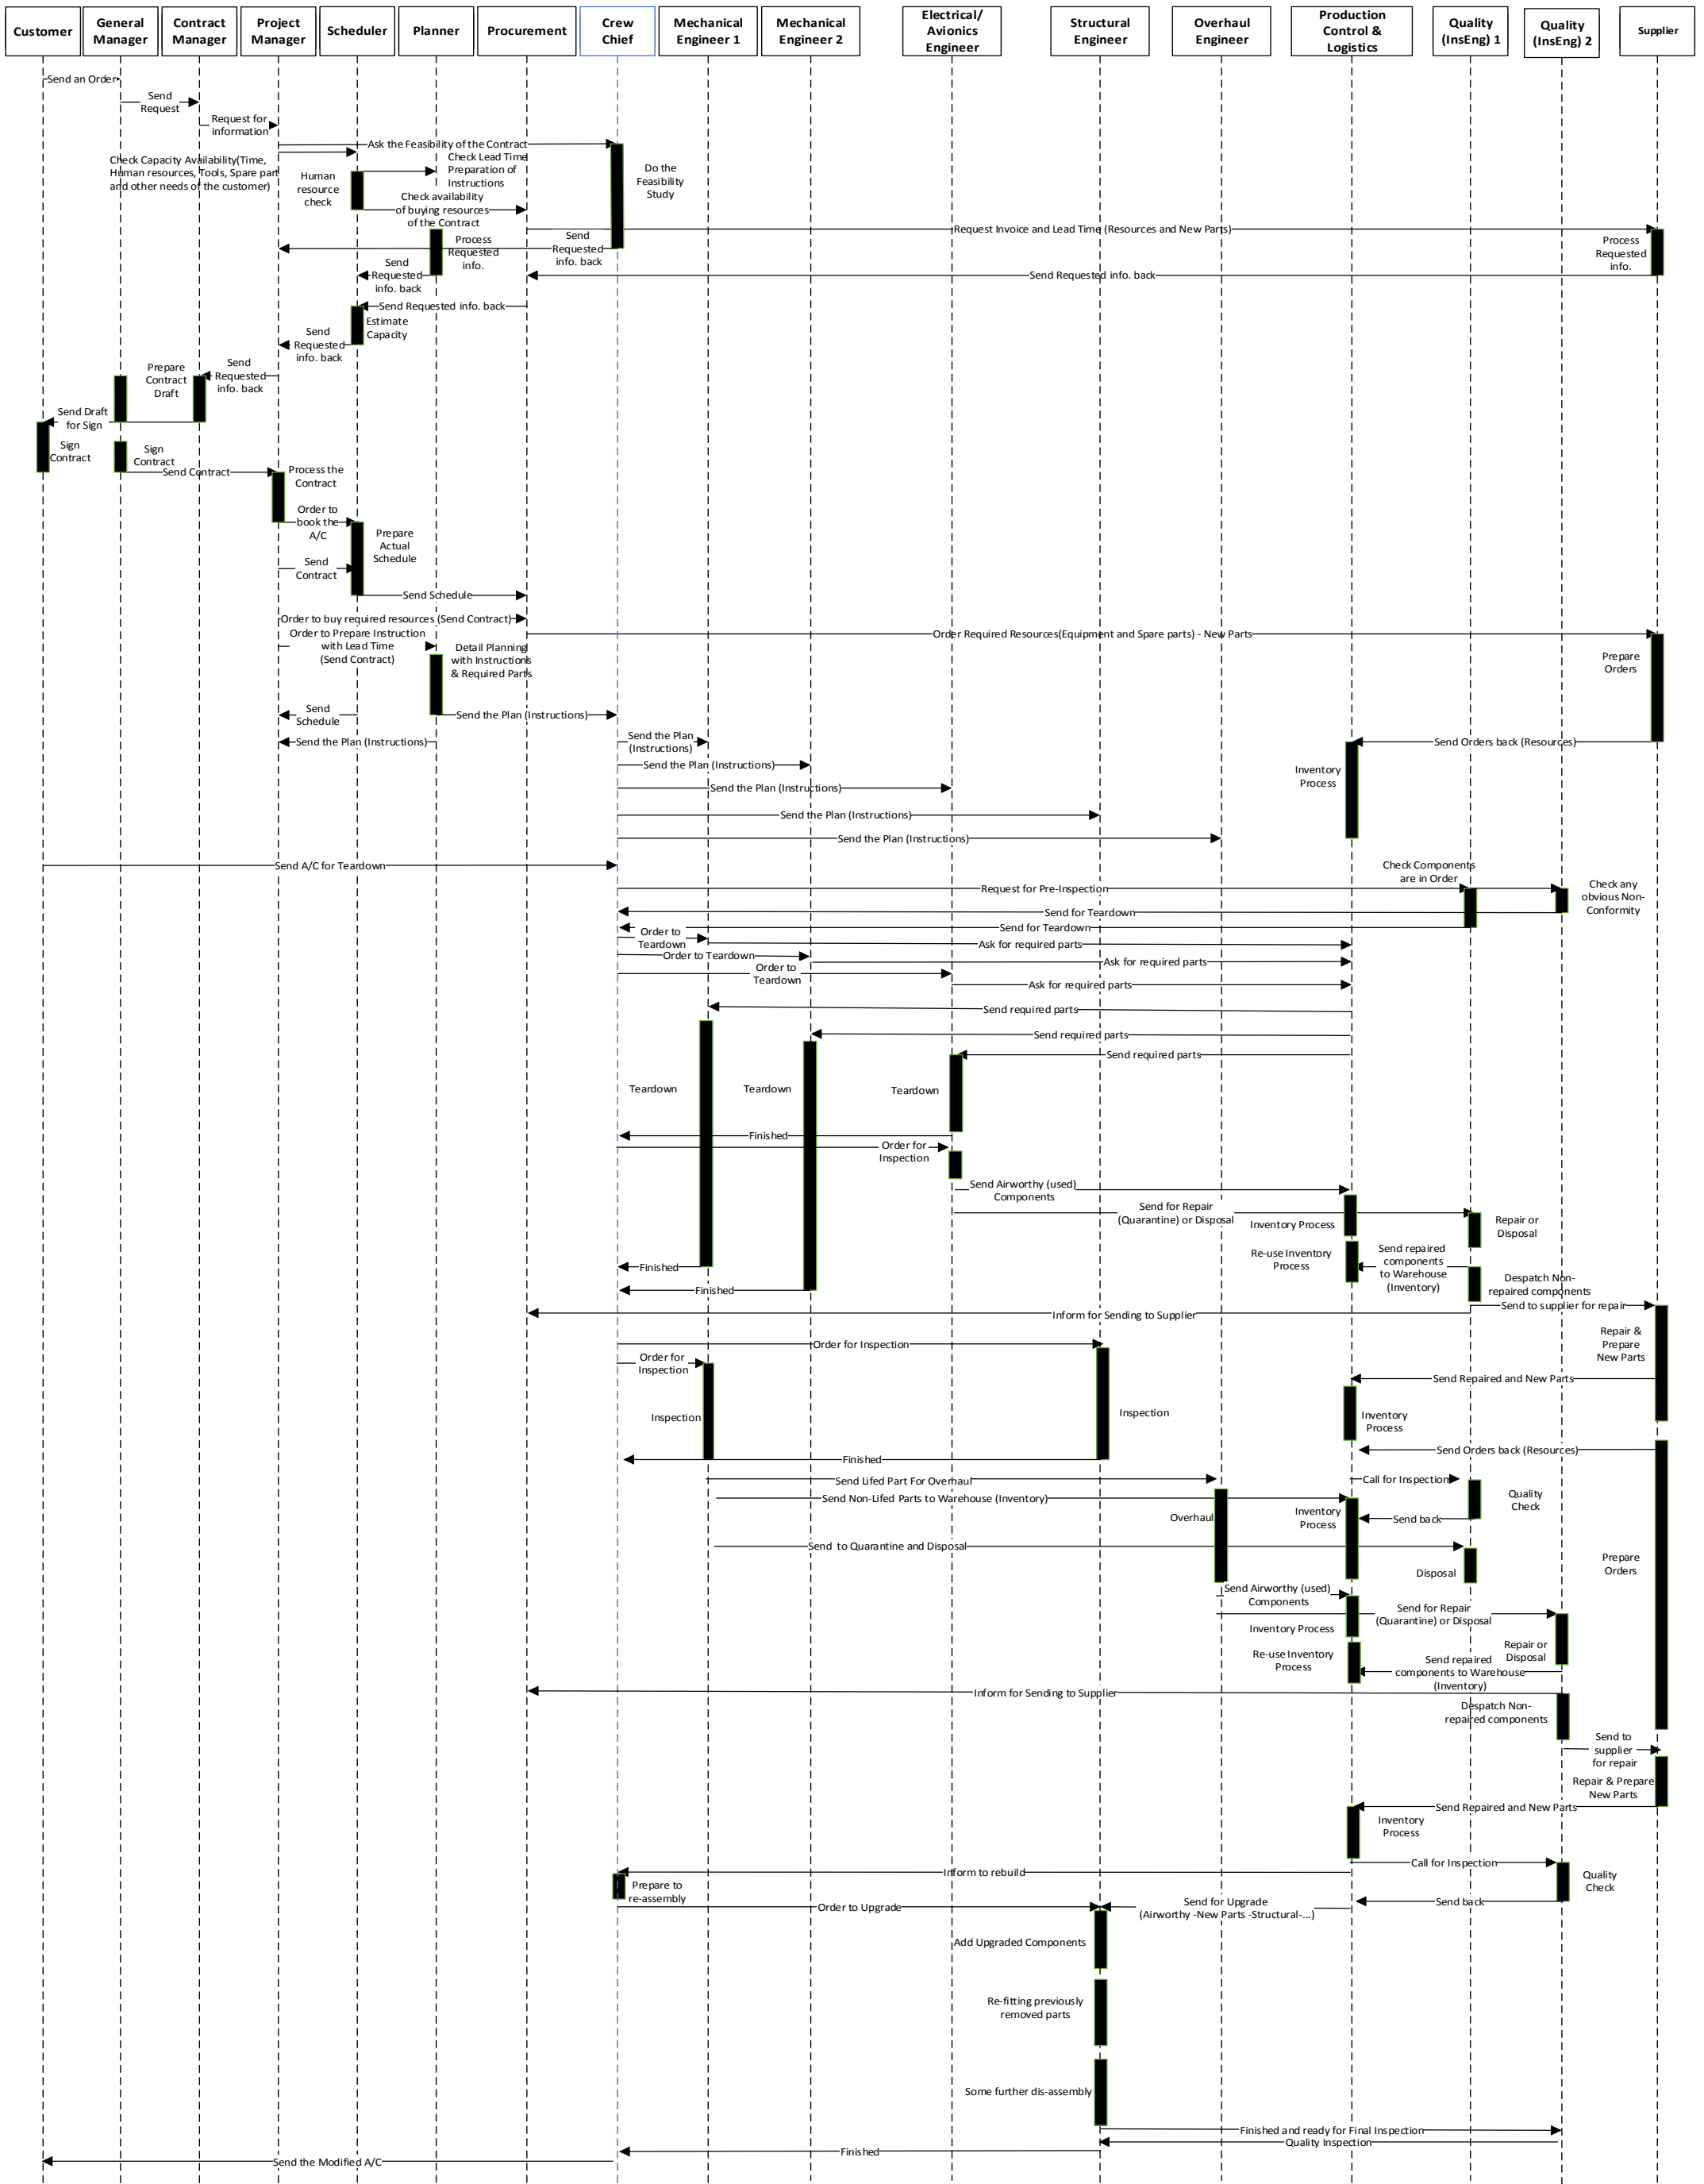 Customer
General
Manager
Contract
Manager
Project
Manager
Scheduler
Planner
Procurement
Crew
Chief
Mechanical
Engineer 1
Mechanical
Engineer 2
Electrical/
Avionics
Engineer
Structural
Engineer
Overhaul
Engineer
Production
Control &
Logistics
Quality
(InsEng) 1
Quality
(InsEng) 2
Supplier
Send an Order
Send
Request
Request for
information
Ask the Feasibility of the Contract
Check Capacity Availability(Time,
Human resources, Tools, Spare part
and other needs of the customer)
Human
resource
check
Check Lead Time
Preparation of
Instructions
Do the
Feasibility
Study
Check availability
of buying resources
of the Contract
Request Invoice and Lead Time (Resources and New Parts)
Process
Requested
info.
Send
Requested
info. back
Process
Requested
info.
Send
Requested
info. back
Send Requested info. back
Send Requested info. back
Estimate
Capacity
Send
Requested
info. back
Prepare
Contract
Draft
Send
Requested
info. back
Send Draft
for Sign
Sign
Contract
Sign
Contract
Send Contract
Process the
Contract
Order to
book the
A/C
Prepare
Actual
Schedule
Send
Contract
Send Schedule
Order to buy required resources (Send Contract)
Order to Prepare Instruction
with Lead Time
(Send Contract)
Order Required Resources(Equipment and Spare parts) - New Parts
Detail Planning
with Instructions
& Required Parts
Prepare
Orders
Send
Schedule
Send the Plan (Instructions)
Send the Plan (Instructions)
Send the Plan
(Instructions)
Send Orders back (Resources)
Send the Plan (Instructions)
Inventory
Process
Send the Plan (Instructions)
Send the Plan (Instructions)
Send the Plan (Instructions)
Send A/C for Teardown
Check Components
are in Order
Request for Pre-Inspection
Check any
obvious Non-
Conformity
Send for Teardown
Send for Teardown
Order to
Teardown
Ask for required parts
Order to Teardown
Ask for required parts
Order to
Teardown
Ask for required parts
Send required parts
Send required parts
Send required parts
Teardown
Teardown
Teardown
Finished
Order for
Inspection
Send Airworthy (used)
Components
Send for Repair
(Quarantine) or Disposal
Inventory Process
Repair or
Disposal
Re-use Inventory
Process
Send repaired
components
to Warehouse
(Inventory)
Finished
Despatch Non-
repaired components
Finished
Send to supplier for repair
Inform for Sending to Supplier
Repair &
Prepare
New Parts
Order for Inspection
Order for
Inspection
Send Repaired and New Parts
Inspection
Inspection
Inventory
Process
Send Orders back (Resources)
Finished
Send Lifed Part For Overhaul
Call for Inspection
Send Non-Lifed Parts to Warehouse (Inventory)
Quality
Check
Overhaul
Inventory
Process
Send back
Send  to Quarantine and Disposal
Prepare
Orders
Disposal
Send Airworthy (used)
Components
Send for Repair
(Quarantine) or Disposal
Inventory Process
Repair or
Disposal
Re-use Inventory
Process
Send repaired
components to Warehouse
(Inventory)
Inform for Sending to Supplier
Despatch Non-
repaired components
Send to
supplier
for repair
Repair & Prepare
New Parts
Send Repaired and New Parts
Inventory
Process
Call for Inspection
Inform to rebuild
Quality
Check
Prepare to
re-assembly
Send back
Order to Upgrade
Send for Upgrade
(Airworthy -New Parts -Structural-...)
Add Upgraded Components
Re-fitting previously
removed parts
Some further dis-assembly
Finished and ready for Final Inspection
Quality Inspection
Finished
Send the Modified A/C